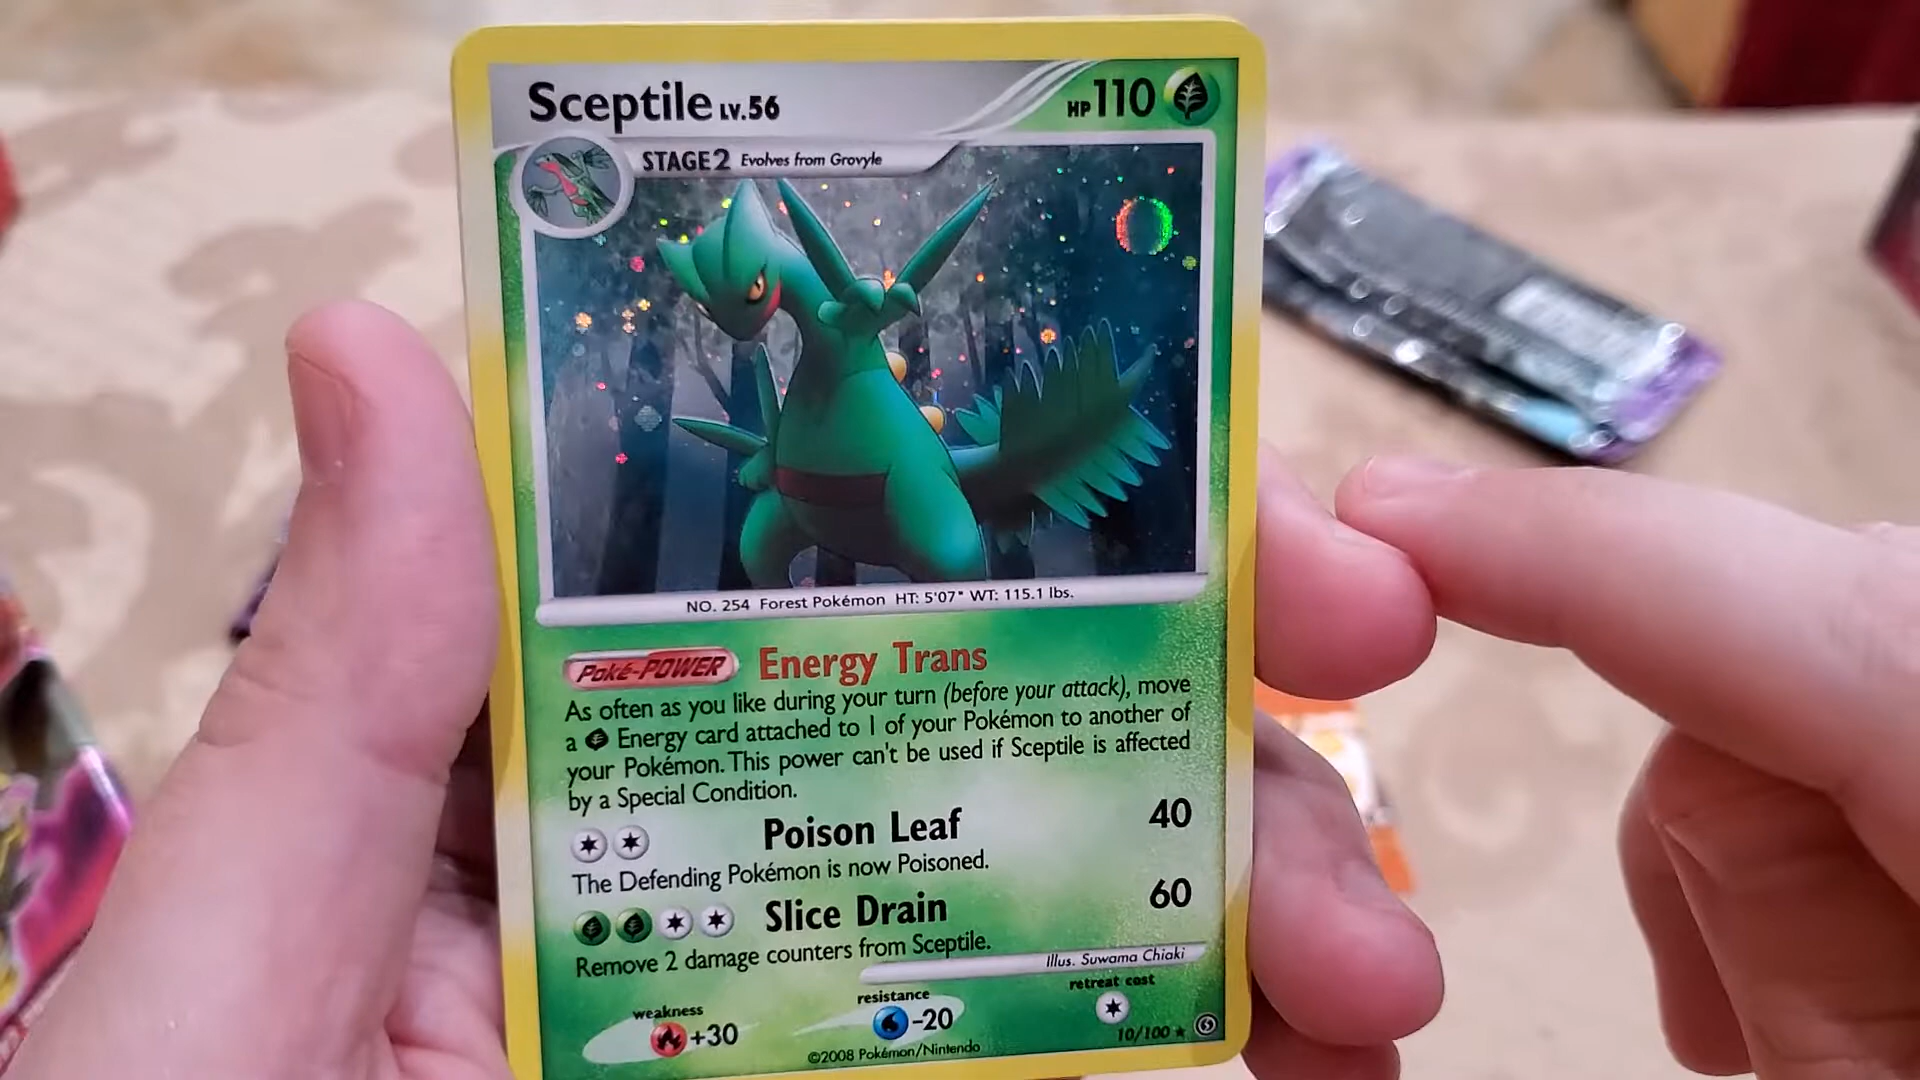 Sceptile LV.56 HP110
STAGE2 Evolves from Grovyle
NO. 254 Forest Pokémon HT: 5'07" WT: 115.1 lbs.
Poké-POWER Energy Trans
As often as you like during your turn (before your attack), move
a Energy card attached to 1 of your Pokémon to another of
your Pokémon. This power can't be used if Sceptile is affected
by a Special Condition.
Poison Leaf 40
The Defending Pokémon is now Poisoned.
Slice Drain 60
Remove 2 damage counters from Sceptile.
Illus. Suwama Chiaki
weakness resistance retreat cost
+30 -20
10/100
©2008 Pokémon/Nintendo